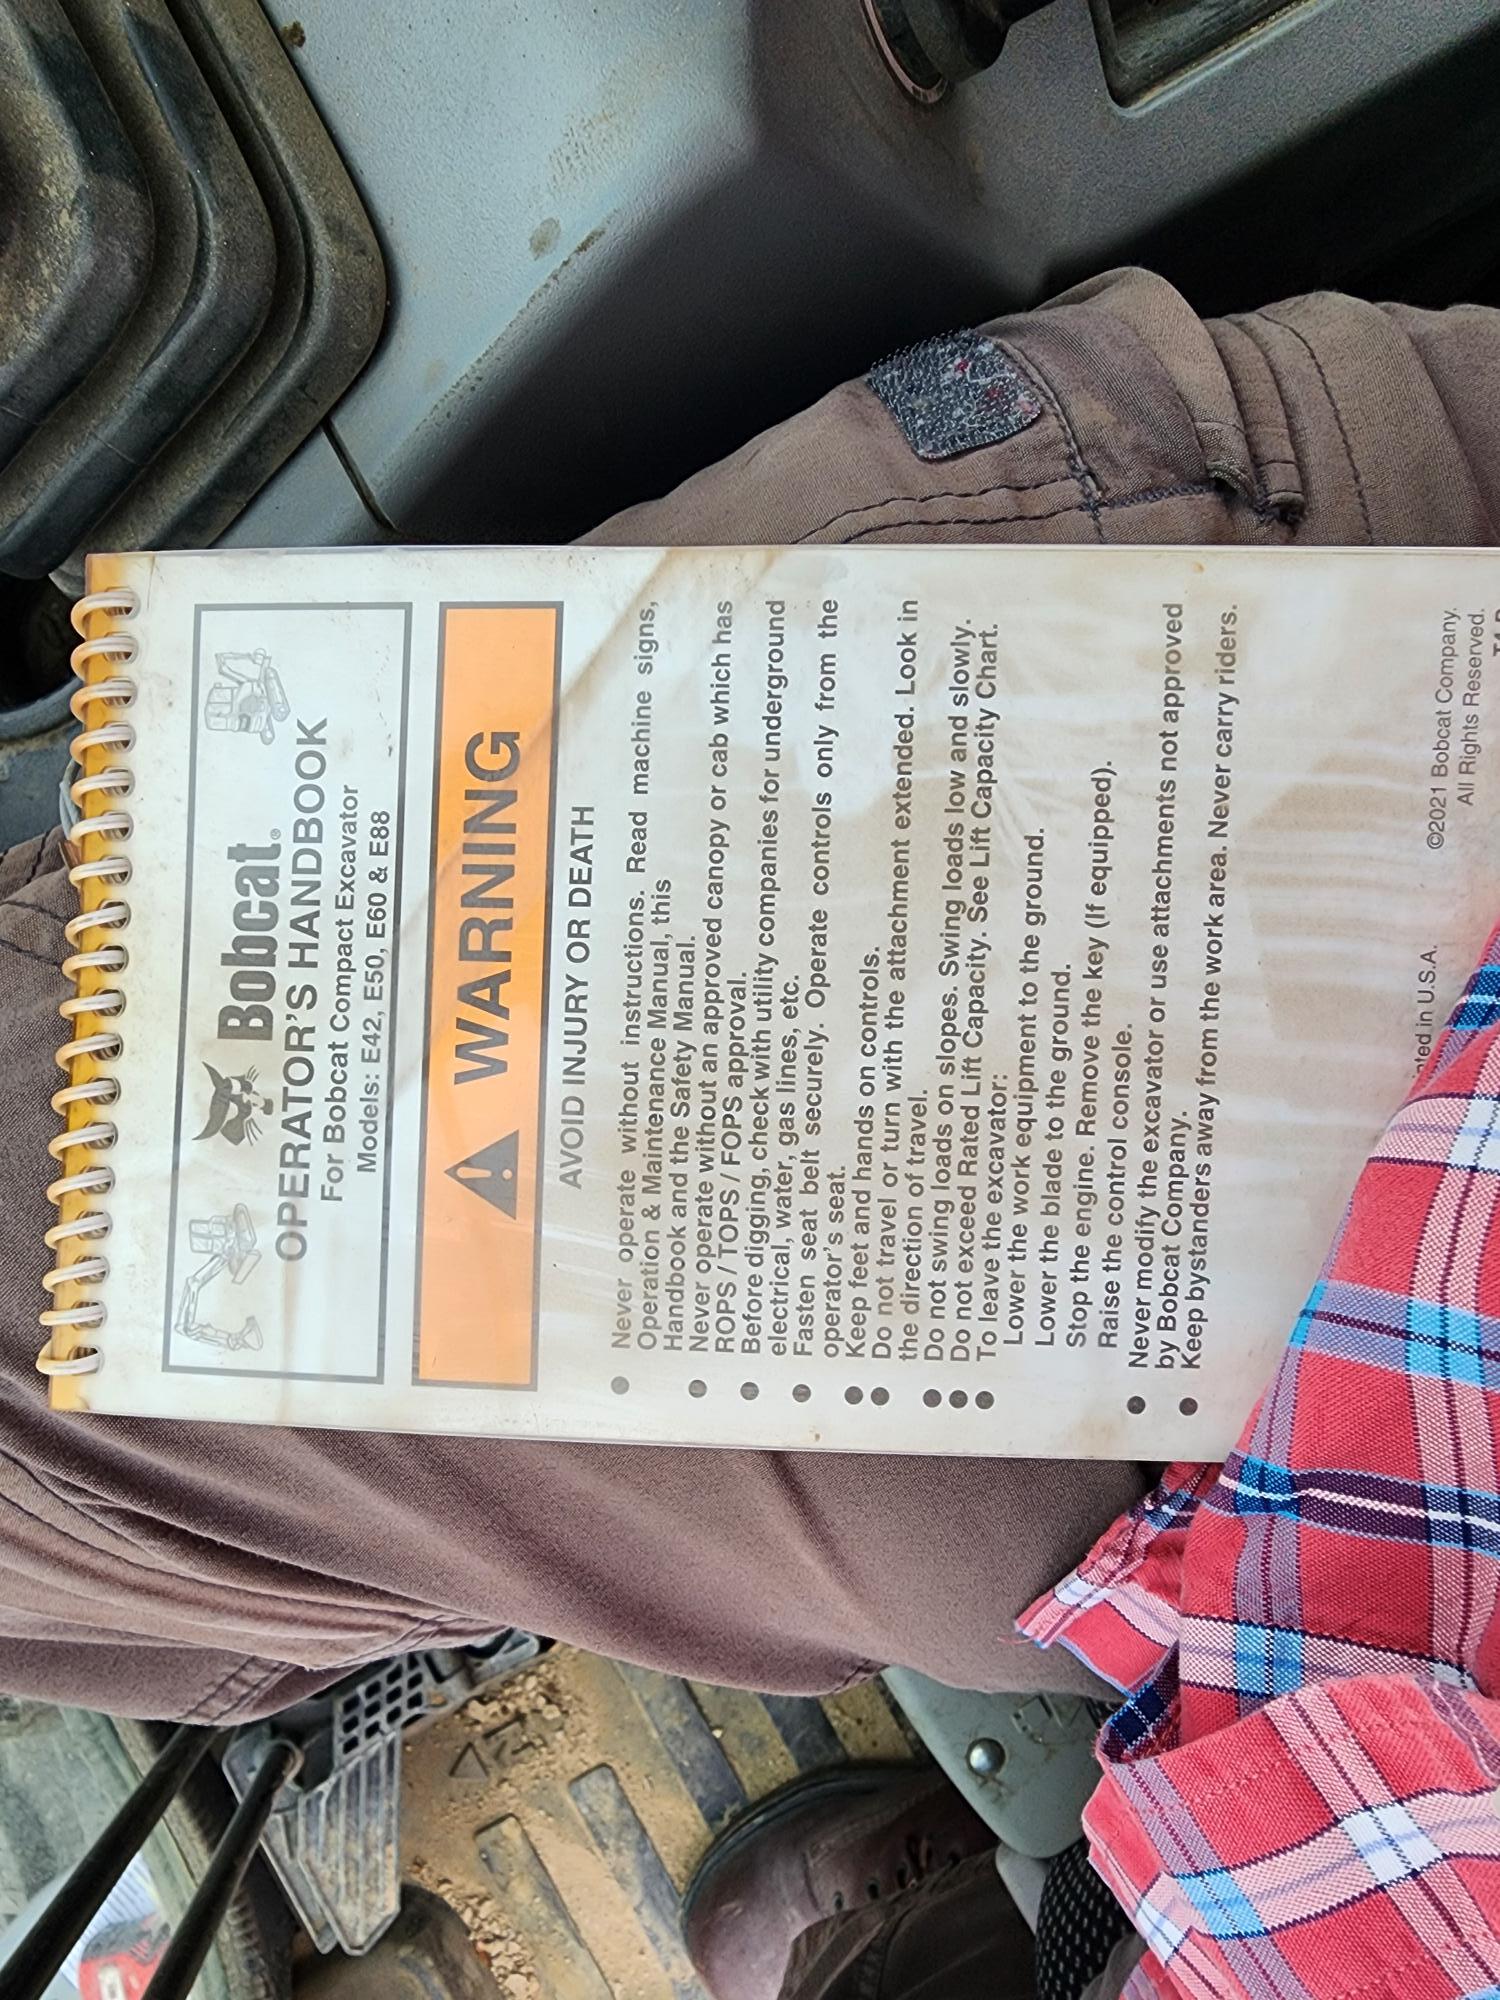 Bobcat®
OPERATOR'S HANDBOOK
For Bobcat Compact Excavator
Models: E42, E50, E60 & E88
WARNING
AVOID INJURY OR DEATH
● Never operate without instructions. Read machine signs,
Operation & Maintenance Manual, this
Handbook and the Safety Manual.
● Never operate without an approved canopy or cab which has
ROPS / TOPS / FOPS approval.
● Before digging, check with utility companies for underground
electrical, water, gas lines, etc.
● Fasten seat belt securely. Operate controls only from the
operator's seat.
● Keep feet and hands on controls.
● Do not travel or turn with the attachment extended. Look in
the direction of travel.
● Do not swing loads on slopes. Swing loads low and slowly.
● Do not exceed Rated Lift Capacity. See Lift Capacity Chart.
● To leave the excavator:
Lower the work equipment to the ground.
Lower the blade to the ground.
Stop the engine. Remove the key (If equipped).
Raise the control console.
● Never modify the excavator or use attachments not approved
by Bobcat Company.
● Keep bystanders away from the work area. Never carry riders.
in U.S.A.
©2021 Bobcat Company.
All Rights Reserved.